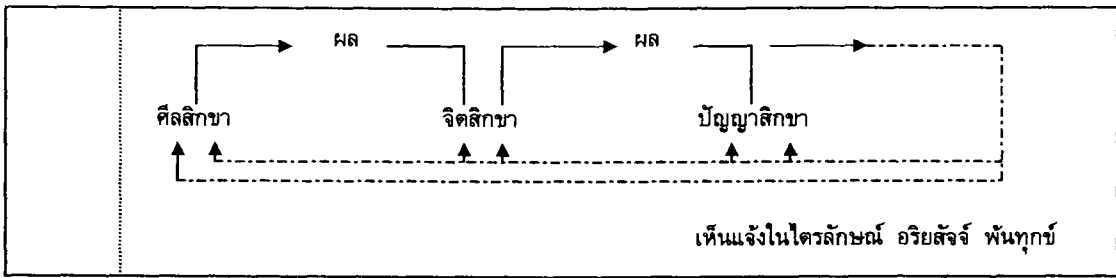 ผล ผล
ศีลสิกขา จิตสิกขา ปัญญาสิกขา
เห็นแจ้งในไตรลักษณ์ อริยสัจจ์ พ้นทุกข์